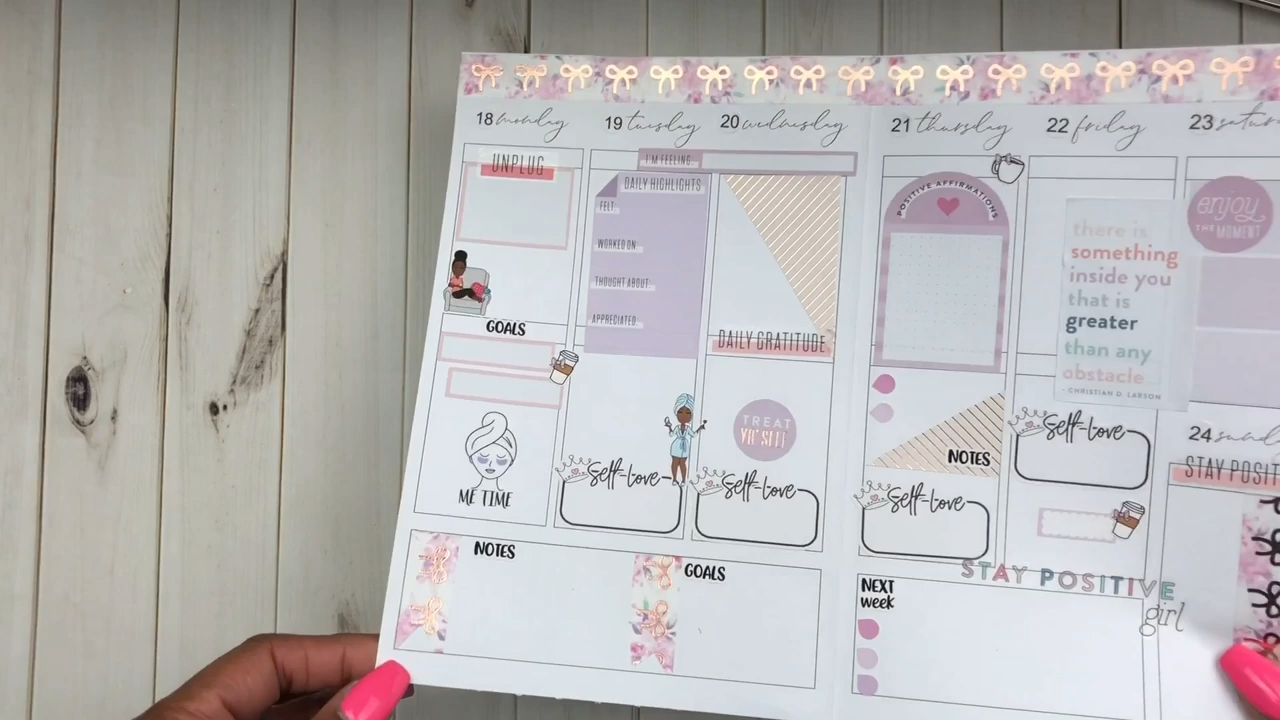 18 monday
19 tuesday
20 wednesday
21 thursday
22 friday
23
UNPLUG
I'M FEELING:
DAILY HIGHLIGHTS
FELT:
WORKED ON:
THOUGHT ABOUT:
APPRECIATED:
GOALS
ME TIME
self-love
DAILY GRATITUDE
TREAT
self-love
POSITIVE AFFIRMATIONS
NOTES
self-love
there is
something
inside you
that is
greater
than any
obstacle
- CHRISTIAN D. LARSON
self-love
enjoy
THE MOMENT
24
STAY POSIT
NOTES
GOALS
NEXT
week
STAY POSITIVE
girl